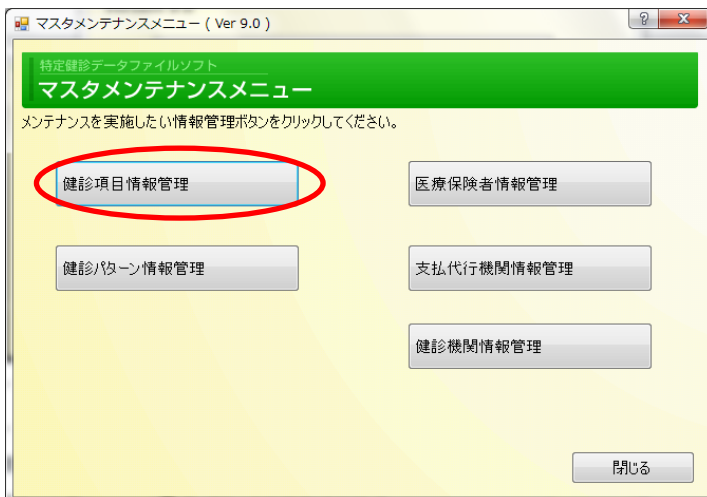 マスタメンテナンスメニュー ( Ver 9.0 )
特定健診データファイルソフト
マスタメンテナンスメニュー
メンテナンスを実施したい情報管理ボタンをクリックしてください。
健診項目情報管理
医療保険者情報管理
健診パターン情報管理
支払代行機関情報管理
健診機関情報管理
閉じる